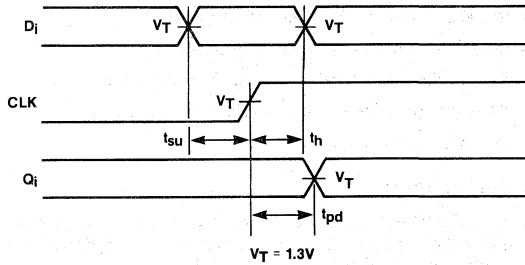 Di
VT
VT
CLK
VT
tsu
th
Qi
VT
tpd
VT = 1.3V